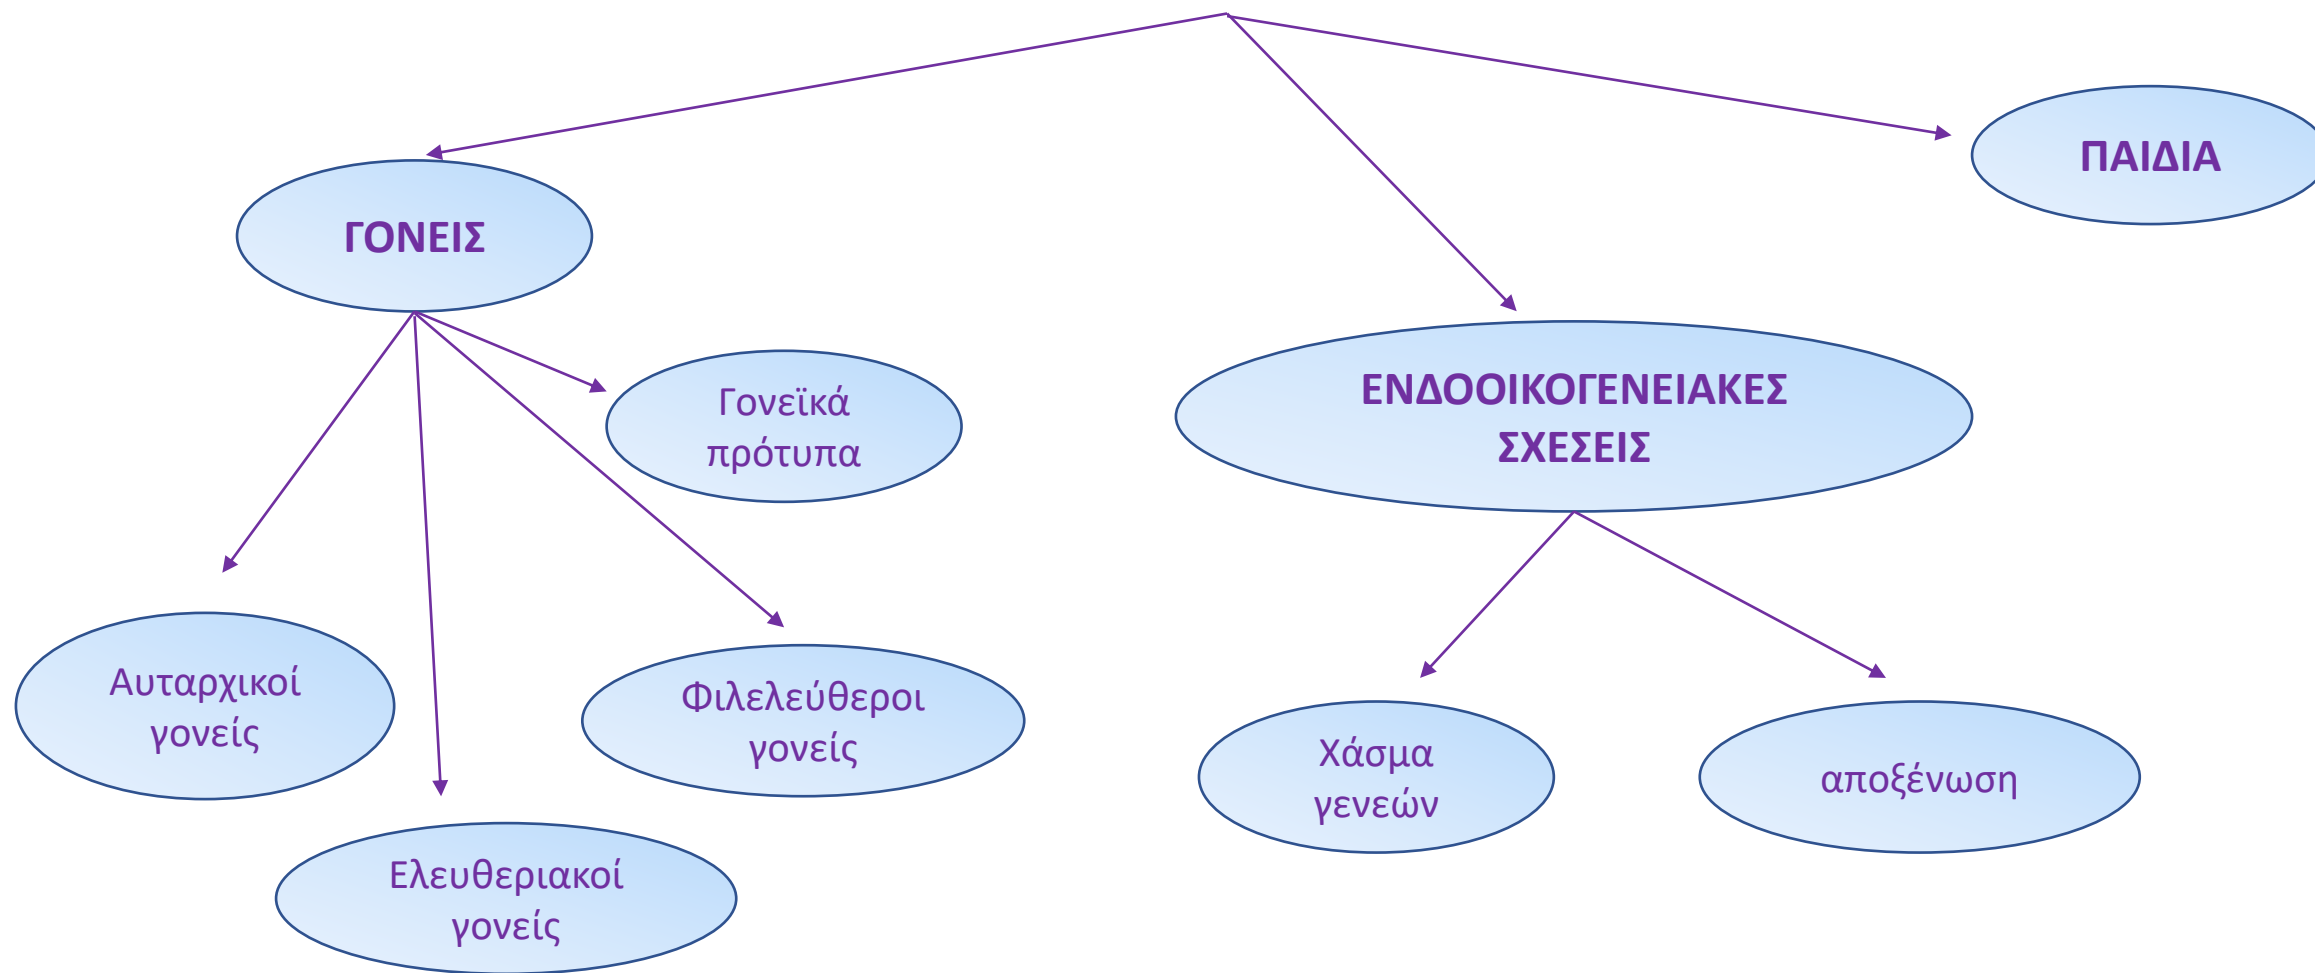 ΠΑΙΔΙΑ
ΓΟΝΕΙΣ
ΕΝΔΟΟΙΚΟΓΕΝΕΙΑΚΕΣ
ΣΧΕΣΕΙΣ
Γονεϊκά
πρότυπα
Αυταρχικοί
γονείς
Φιλελεύθεροι
γονείς
Χάσμα
γενεών
αποξένωση
Ελευθεριακοί
γονείς